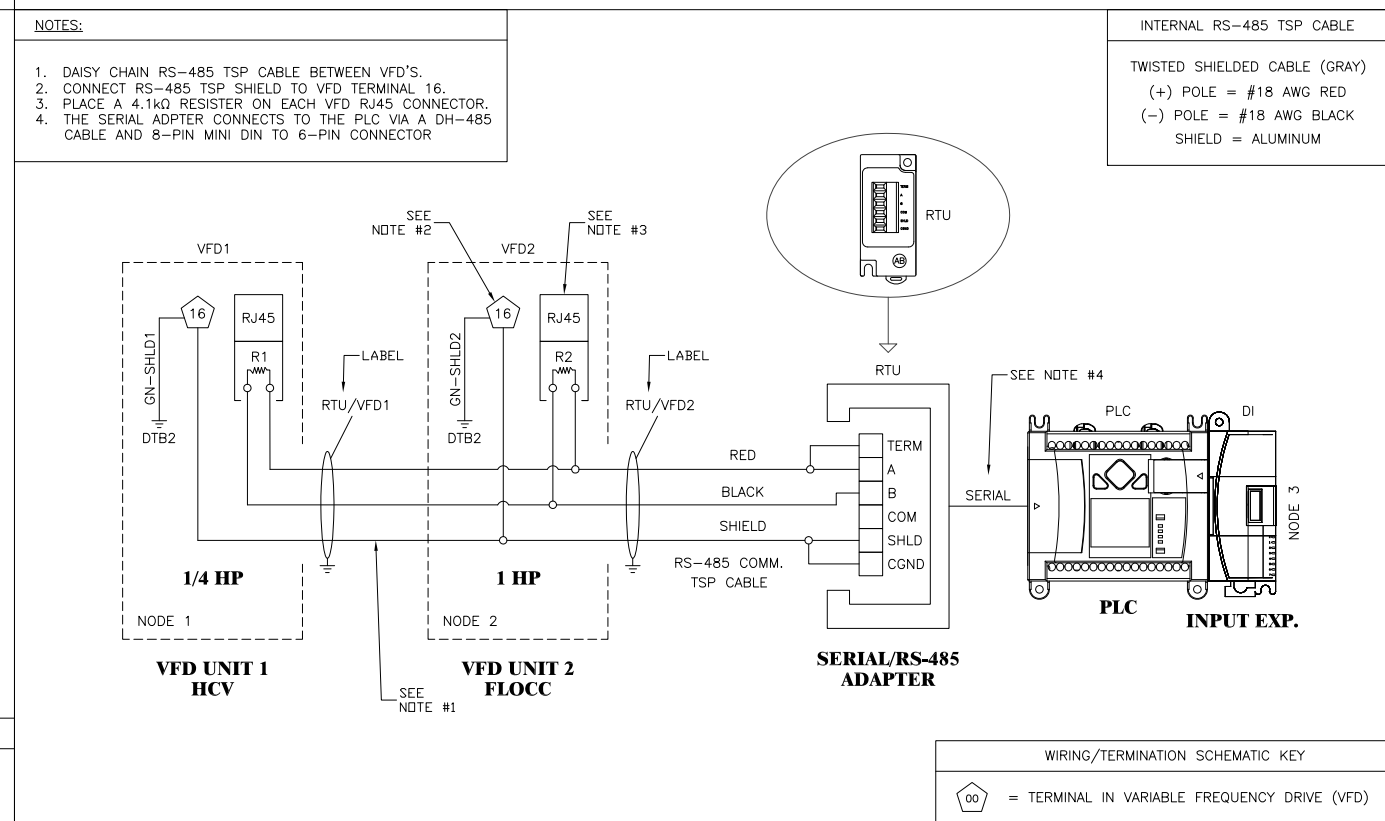 NOTES:
1. DAISY CHAIN RS-485 TSP CABLE BETWEEN VFD'S.
2. CONNECT RS-485 TSP SHIELD TO VFD TERMINAL 16.
3. PLACE A 4.1kΩ RESISTER ON EACH VFD RJ45 CONNECTOR.
4. THE SERIAL ADPTER CONNECTS TO THE PLC VIA A DH-485
CABLE AND 8-PIN MINI DIN TO 6-PIN CONNECTOR
INTERNAL RS-485 TSP CABLE
TWISTED SHIELDED CABLE (GRAY)
(+) POLE = #18 AWG RED
(-) POLE = #18 AWG BLACK
SHIELD = ALUMINUM
TERM
A
B
COM
SHLD
CGND
AB
RTU
SEE
NOTE #2
SEE
NOTE #3
VFD1
VFD2
16
RJ45
16
RJ45
R1
R2
GN-SHLD1
GN-SHLD2
DTB2
DTB2
LABEL
LABEL
RTU/VFD1
RTU/VFD2
RTU
SEE NOTE #4
PLC
DI
RED
BLACK
SHIELD
RS-485 COMM.
TSP CABLE
TERM
A
B
COM
SHLD
CGND
SERIAL
NODE 3
1/4 HP
1 HP
NODE 1
NODE 2
PLC
INPUT EXP.
VFD UNIT 1
HCV
VFD UNIT 2
FLOCC
SERIAL/RS-485
ADAPTER
SEE
NOTE #1
WIRING/TERMINATION SCHEMATIC KEY
00 = TERMINAL IN VARIABLE FREQUENCY DRIVE (VFD)